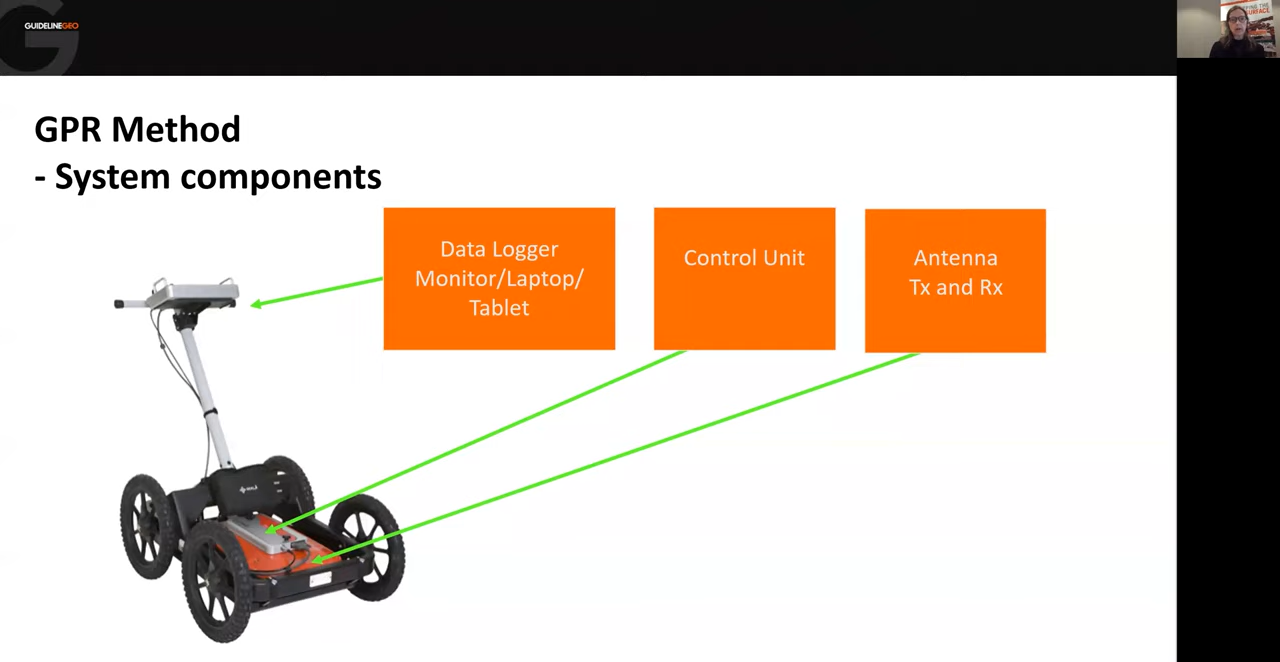 GUIDELINEGEO
GPR Method
- System components
Data Logger
Monitor/Laptop/
Tablet
Control Unit
Antenna
Tx and Rx